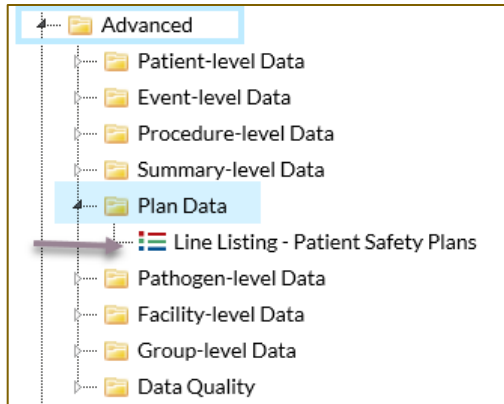 Advanced
Patient-level Data
Event-level Data
Procedure-level Data
Summary-level Data
Plan Data
Line Listing - Patient Safety Plans
Pathogen-level Data
Facility-level Data
Group-level Data
Data Quality